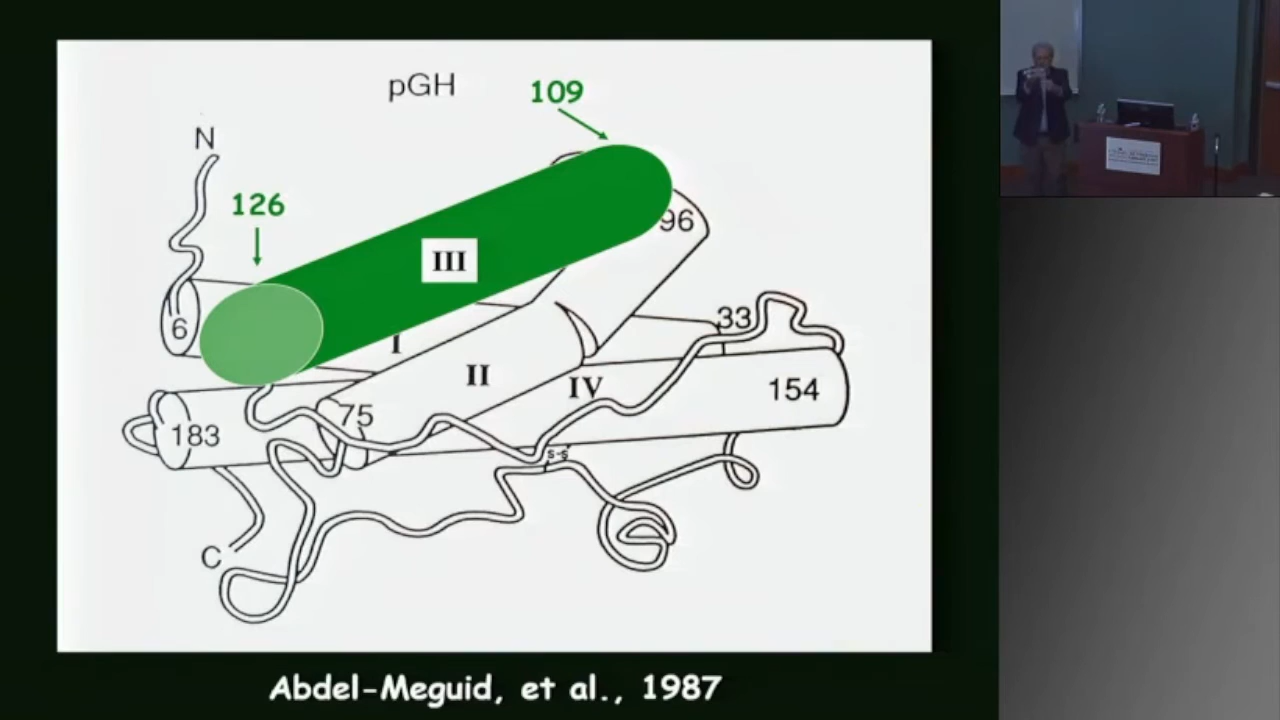 pGH
109
N
126
96
III
6
33
I
II
IV
154
75
183
s-s
C
Abdel-Meguid, et al., 1987